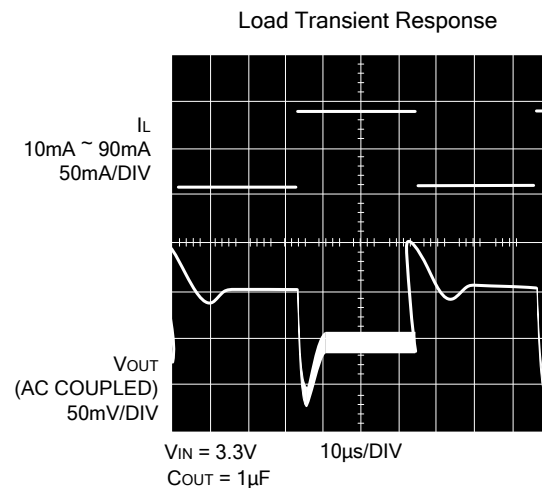 Load Transient Response
IL
10mA ~ 90mA
50mA/DIV
VOUT
(AC COUPLED)
50mV/DIV
VIN = 3.3V
10µs/DIV
COUT = 1µF